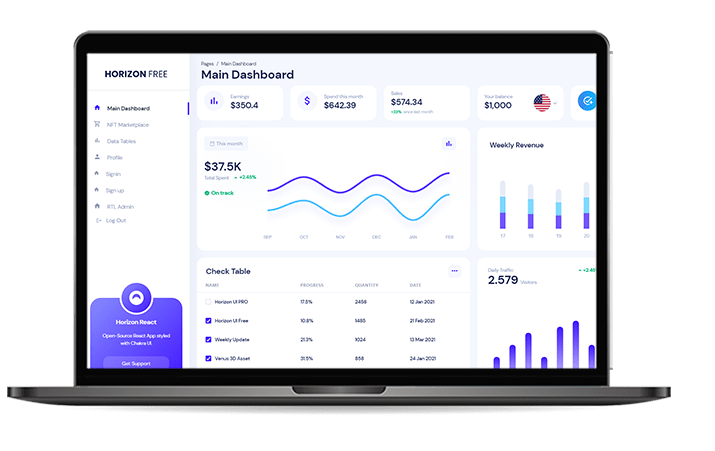 HORIZON FREE
Main Dashboard
NFT Marketplace
Data Tables
Profile
Signin
Sign up
RTL Admin
Log Out
Horizon React
Open-Source React App styled
with Chakra UI
Get Support
Pages / Main Dashboard
Main Dashboard
Earnings
$350.4
Spend this month
$642.39
Sales
$574.34
+23% since last month
Your balance
$1,000
This month
$37.5K
Total Spent +2.45%
On track
SEP OCT NOV DEC JAN FEB
Weekly Revenue
17 18 19 20
Check Table
NAME PROGRESS QUANTITY DATE
Horizon UI PRO 17.5% 2458 12 Jan 2021
Horizon UI Free 10.8% 1485 21 Feb 2021
Weekly Update 21.3% 1024 13 Mar 2021
Venus 3D Asset 31.5% 858 24 Jan 2021
Daily Traffic
2.579 Visitors
+2.45